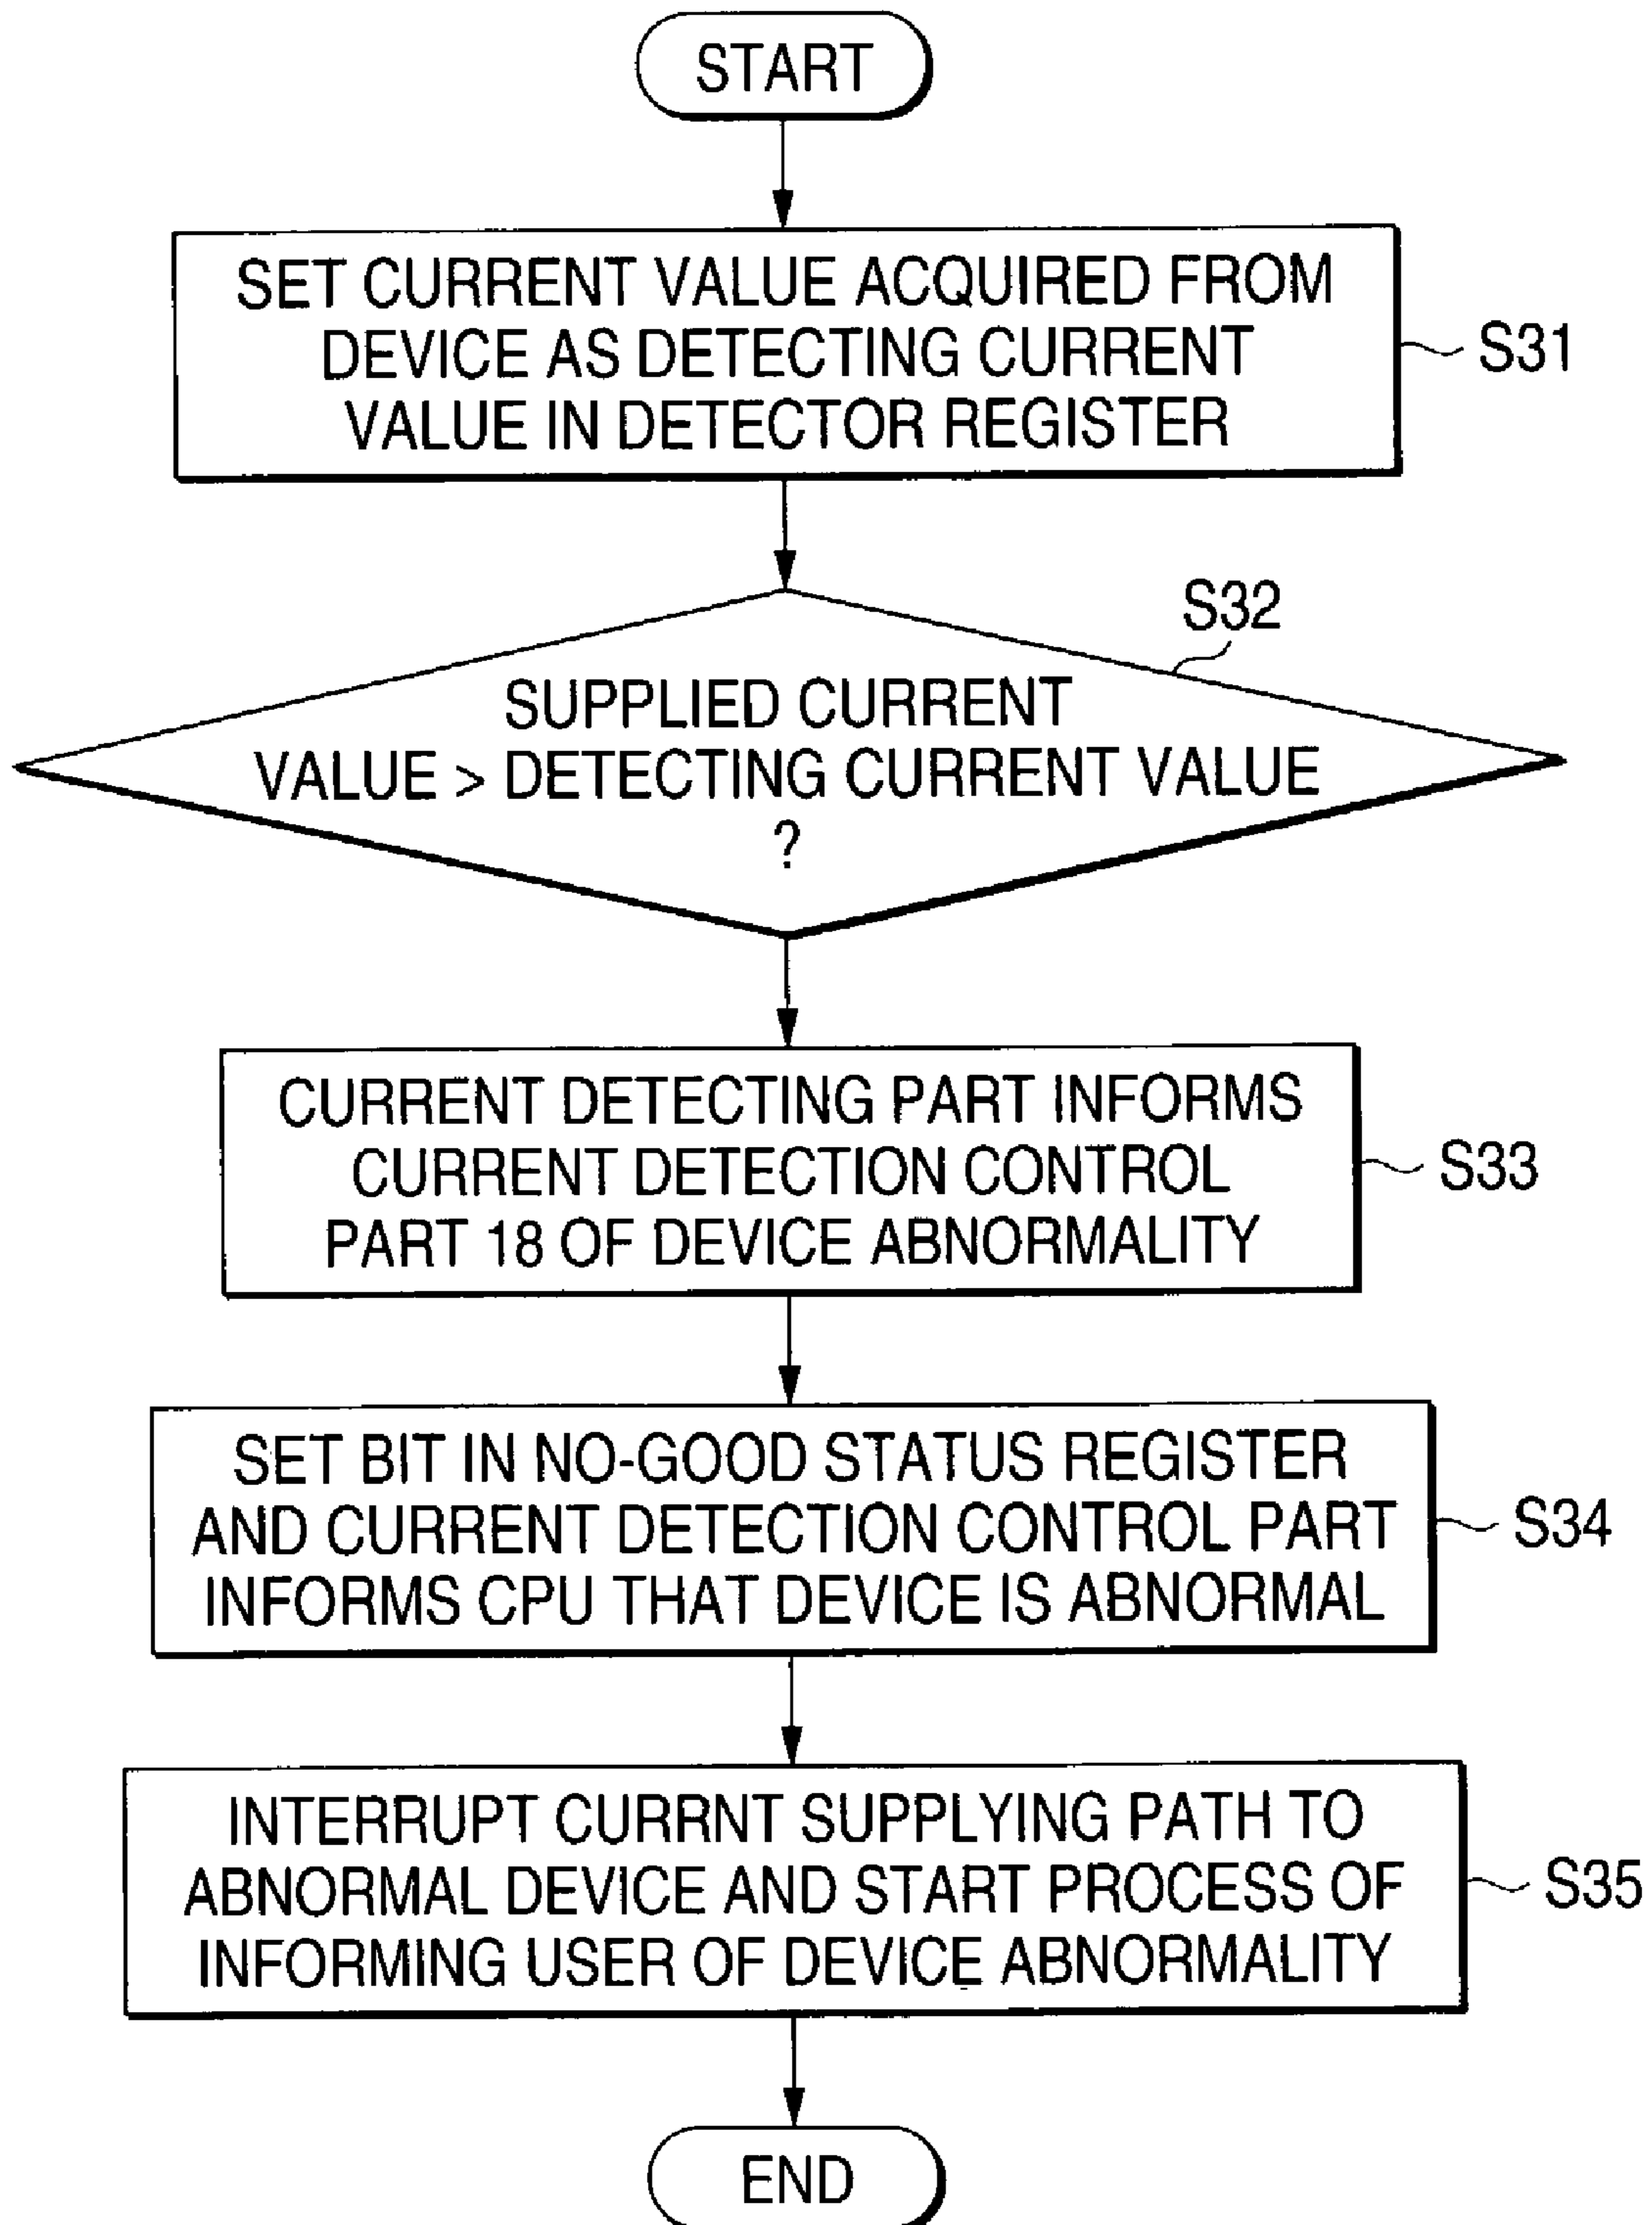 START
SET CURRENT VALUE ACQUIRED FROM
DEVICE AS DETECTING CURRENT
VALUE IN DETECTOR REGISTER
S31
S32
SUPPLIED CURRENT
VALUE > DETECTING CURRENT VALUE
?
CURRENT DETECTING PART INFORMS
CURRENT DETECTION CONTROL
PART 18 OF DEVICE ABNORMALITY
S33
SET BIT IN NO-GOOD STATUS REGISTER
AND CURRENT DETECTION CONTROL PART
INFORMS CPU THAT DEVICE IS ABNORMAL
S34
INTERRUPT CURRNT SUPPLYING PATH TO
ABNORMAL DEVICE AND START PROCESS OF
INFORMING USER OF DEVICE ABNORMALITY
S35
END